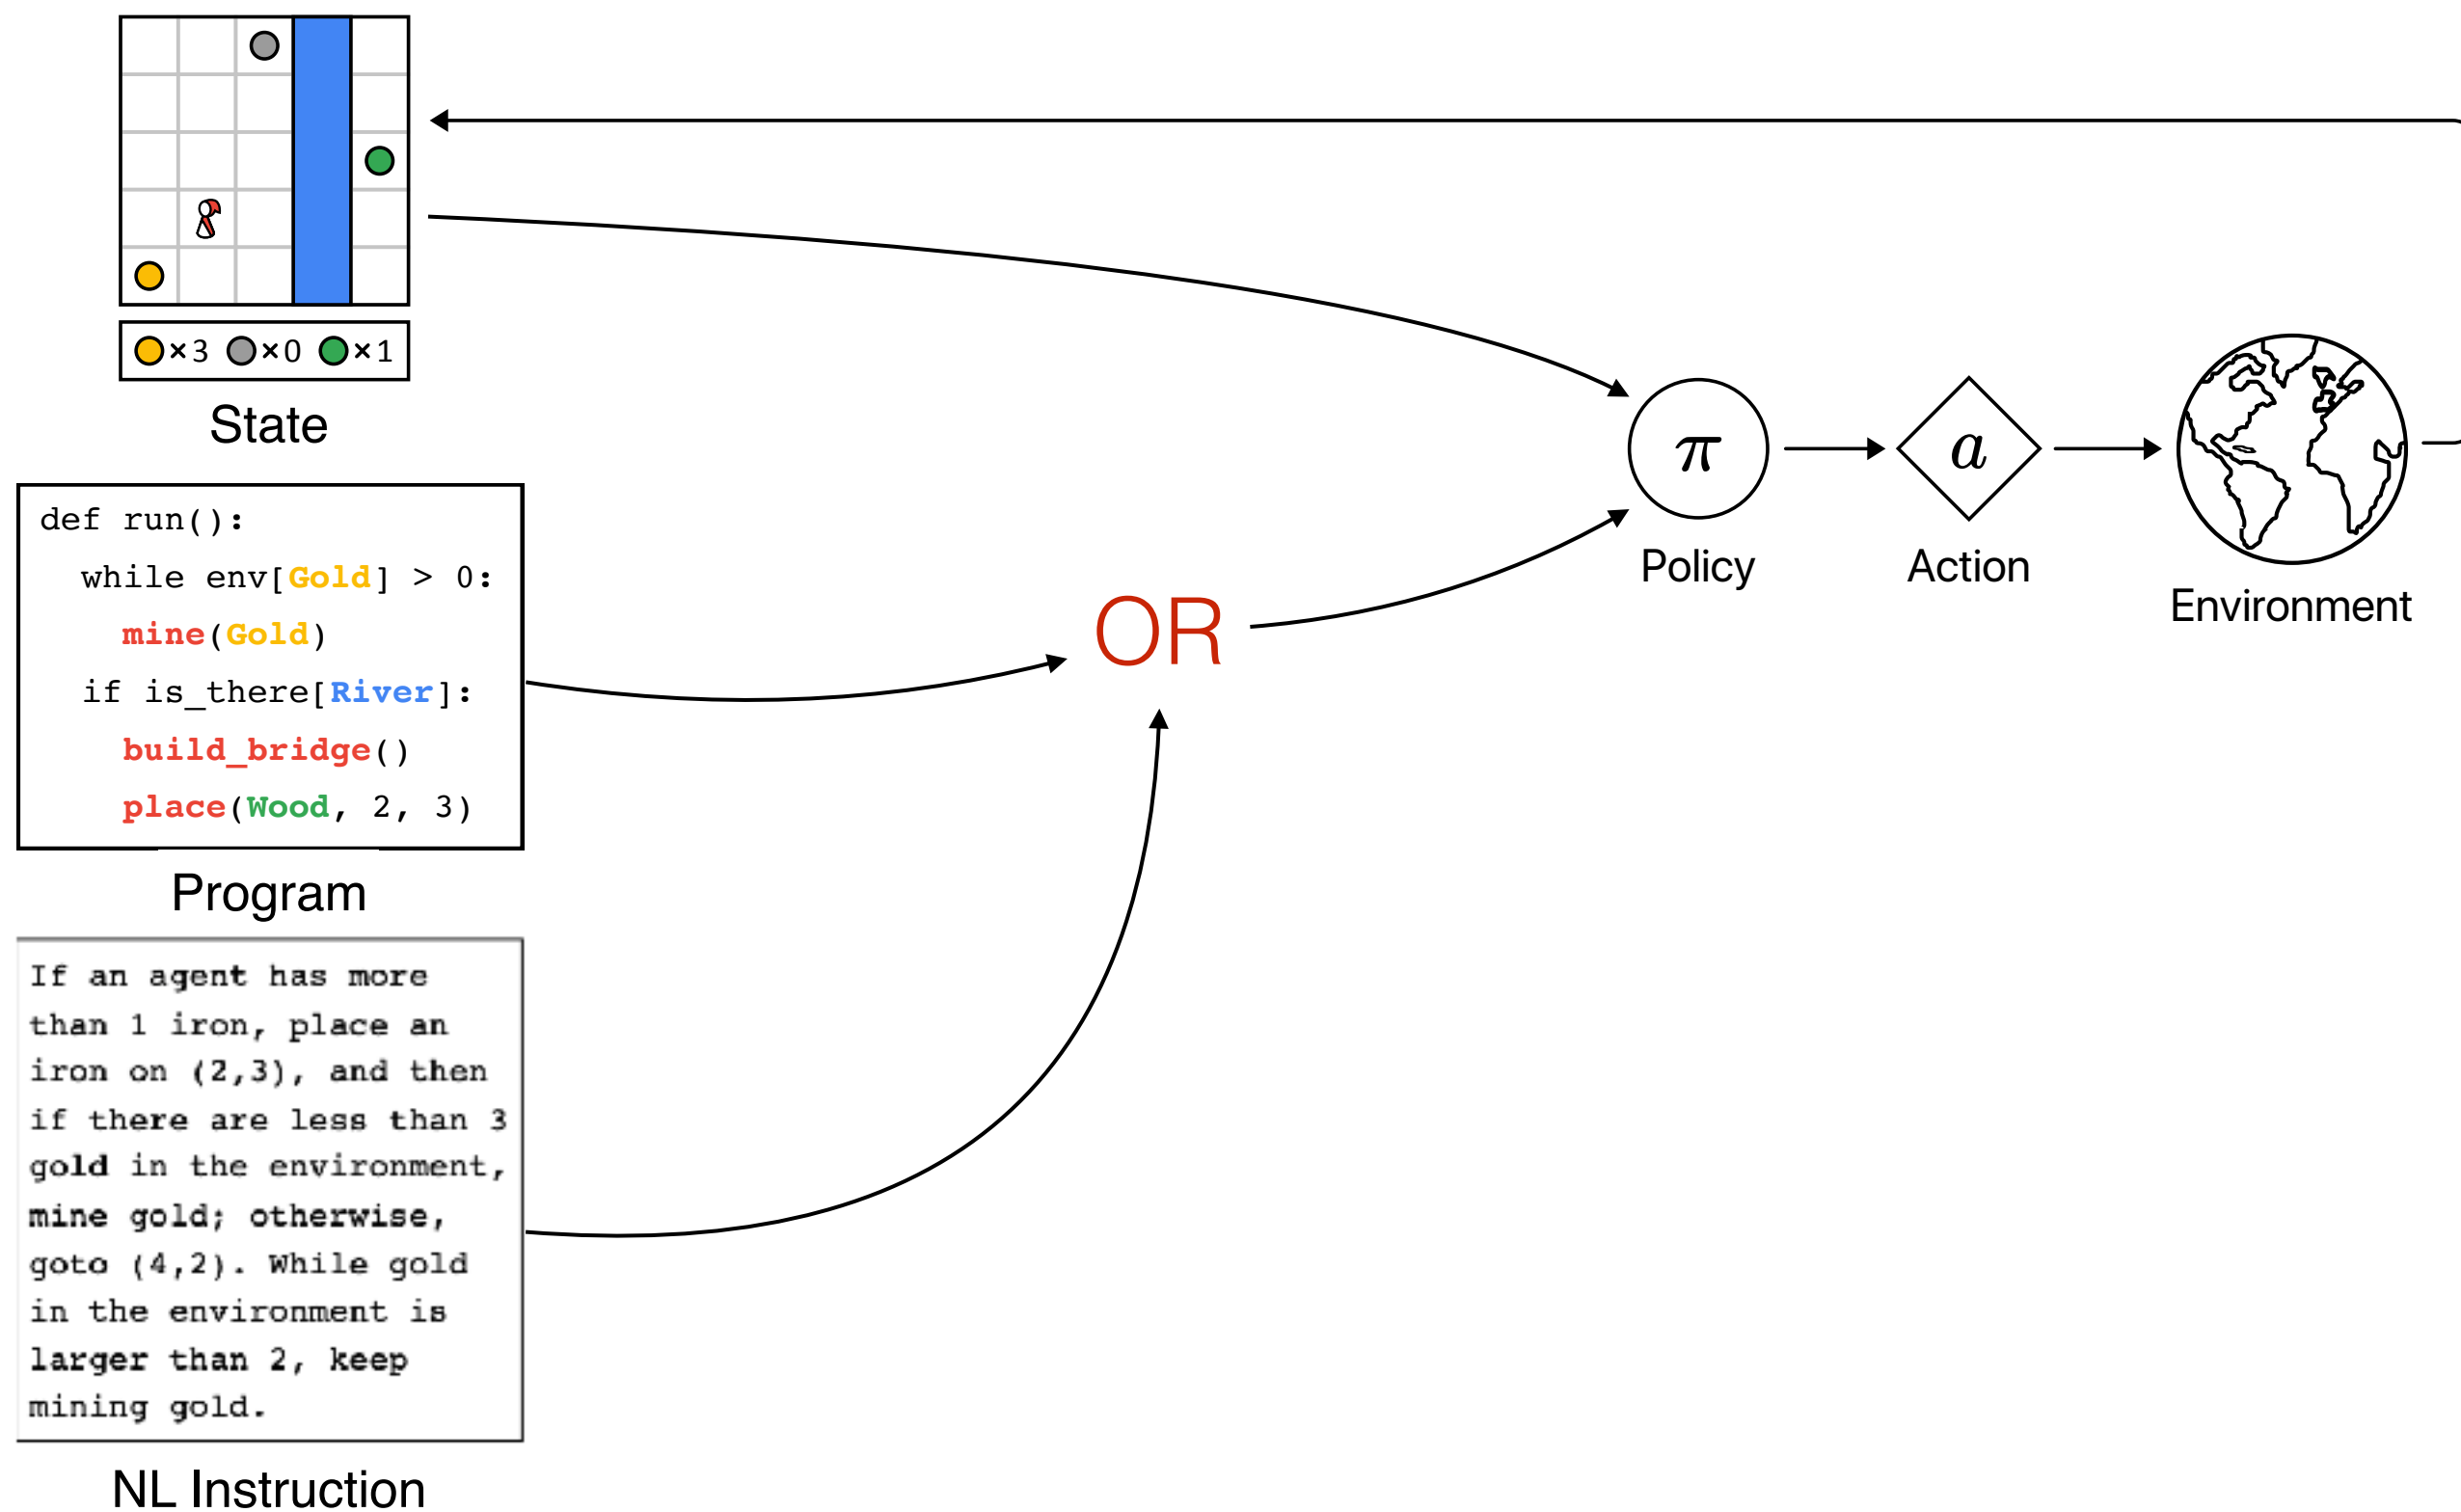 ×3 ×0 ×1
State
def run():
while env[Gold] > 0:
mine(Gold)
if is_there[River]:
build_bridge()
place(Wood, 2, 3)
Program
If an agent has more
than 1 iron, place an
iron on (2,3), and then
if there are less than 3
gold in the environment,
mine gold; otherwise,
goto (4,2). While gold
in the environment is
larger than 2, keep
mining gold.
NL Instruction
OR
π
Policy
a
Action
Environment